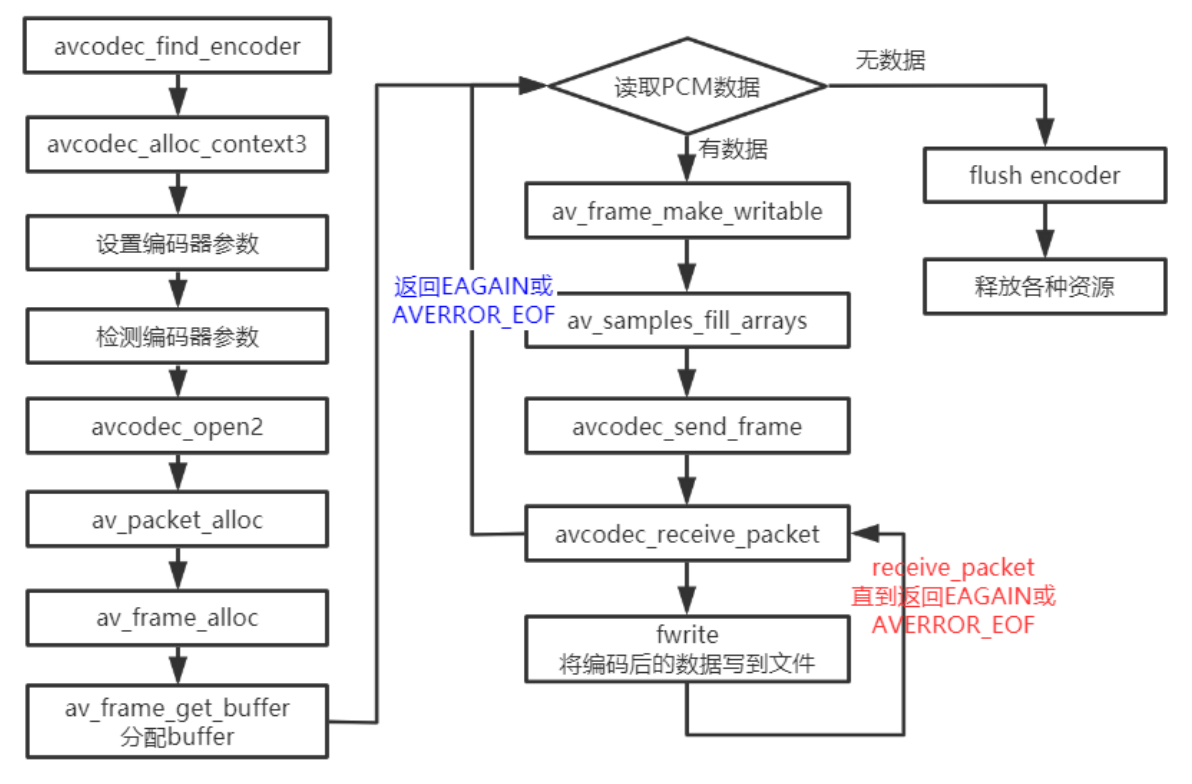 avcodec_find_encoder
avcodec_alloc_context3
设置编码器参数
检测编码器参数
avcodec_open2
av_packet_alloc
av_frame_alloc
av_frame_get_buffer
分配buffer
读取PCM数据
无数据
有数据
av_frame_make_writable
返回EAGAIN或
AVERROR_EOF
av_samples_fill_arrays
avcodec_send_frame
avcodec_receive_packet
receive_packet
直到返回EAGAIN或
AVERROR_EOF
fwrite
将编码后的数据写到文件
flush encoder
释放各种资源